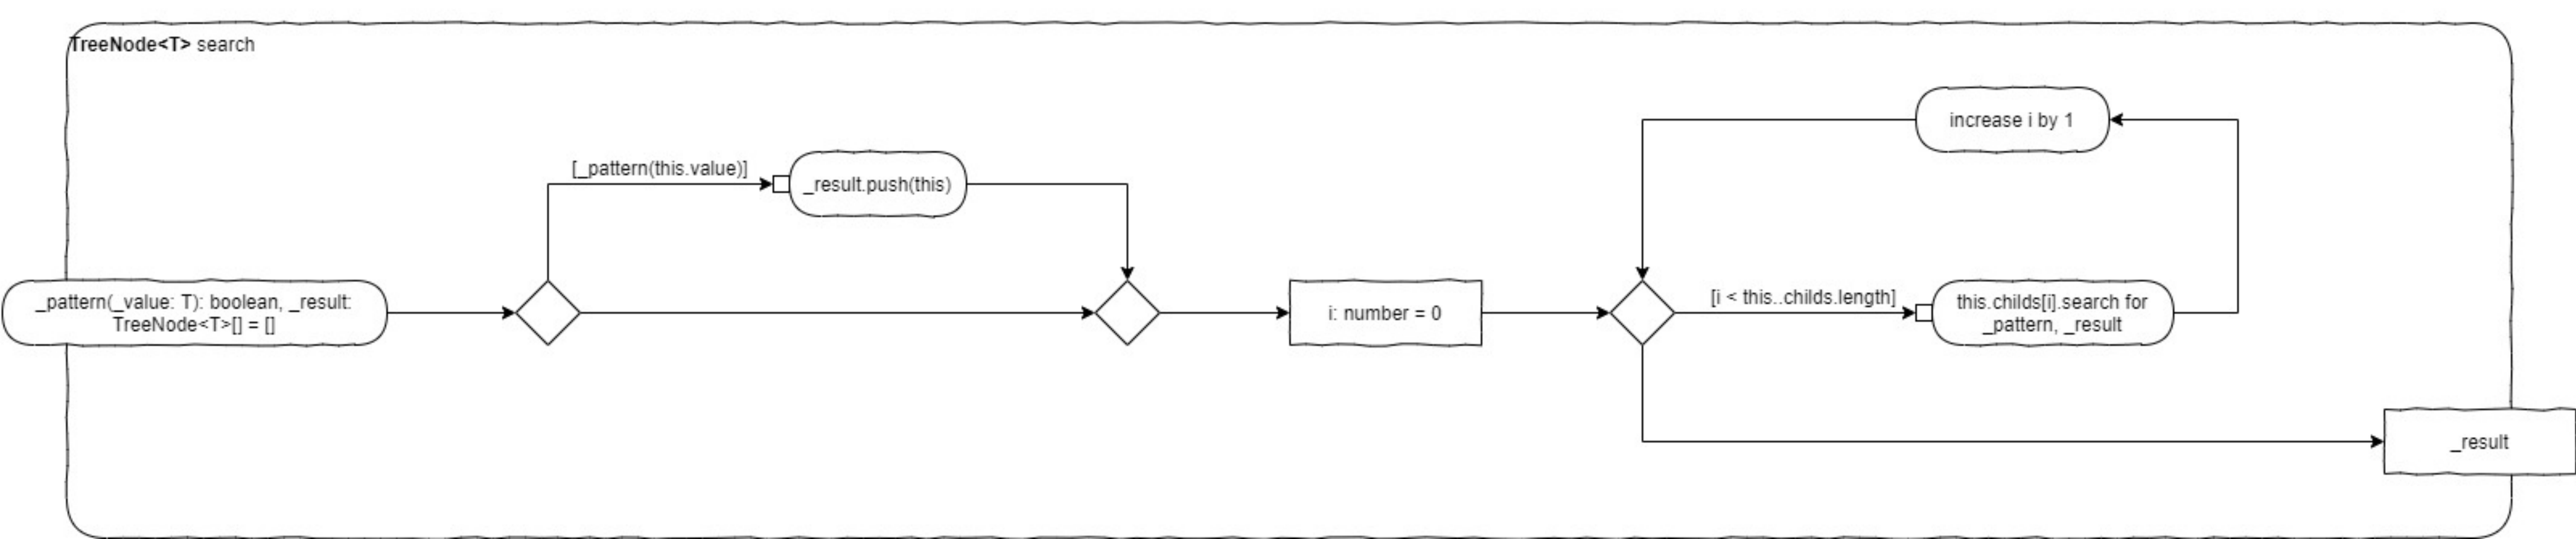 TreeNode<T> search
increase i by 1
[_pattern(this.value)]
_result.push(this)
_pattern(_value: T): boolean, _result:
TreeNode<T>[] = []
i: number = 0
[i < this..childs.length]
this.childs[i].search for
_pattern, _result
_result